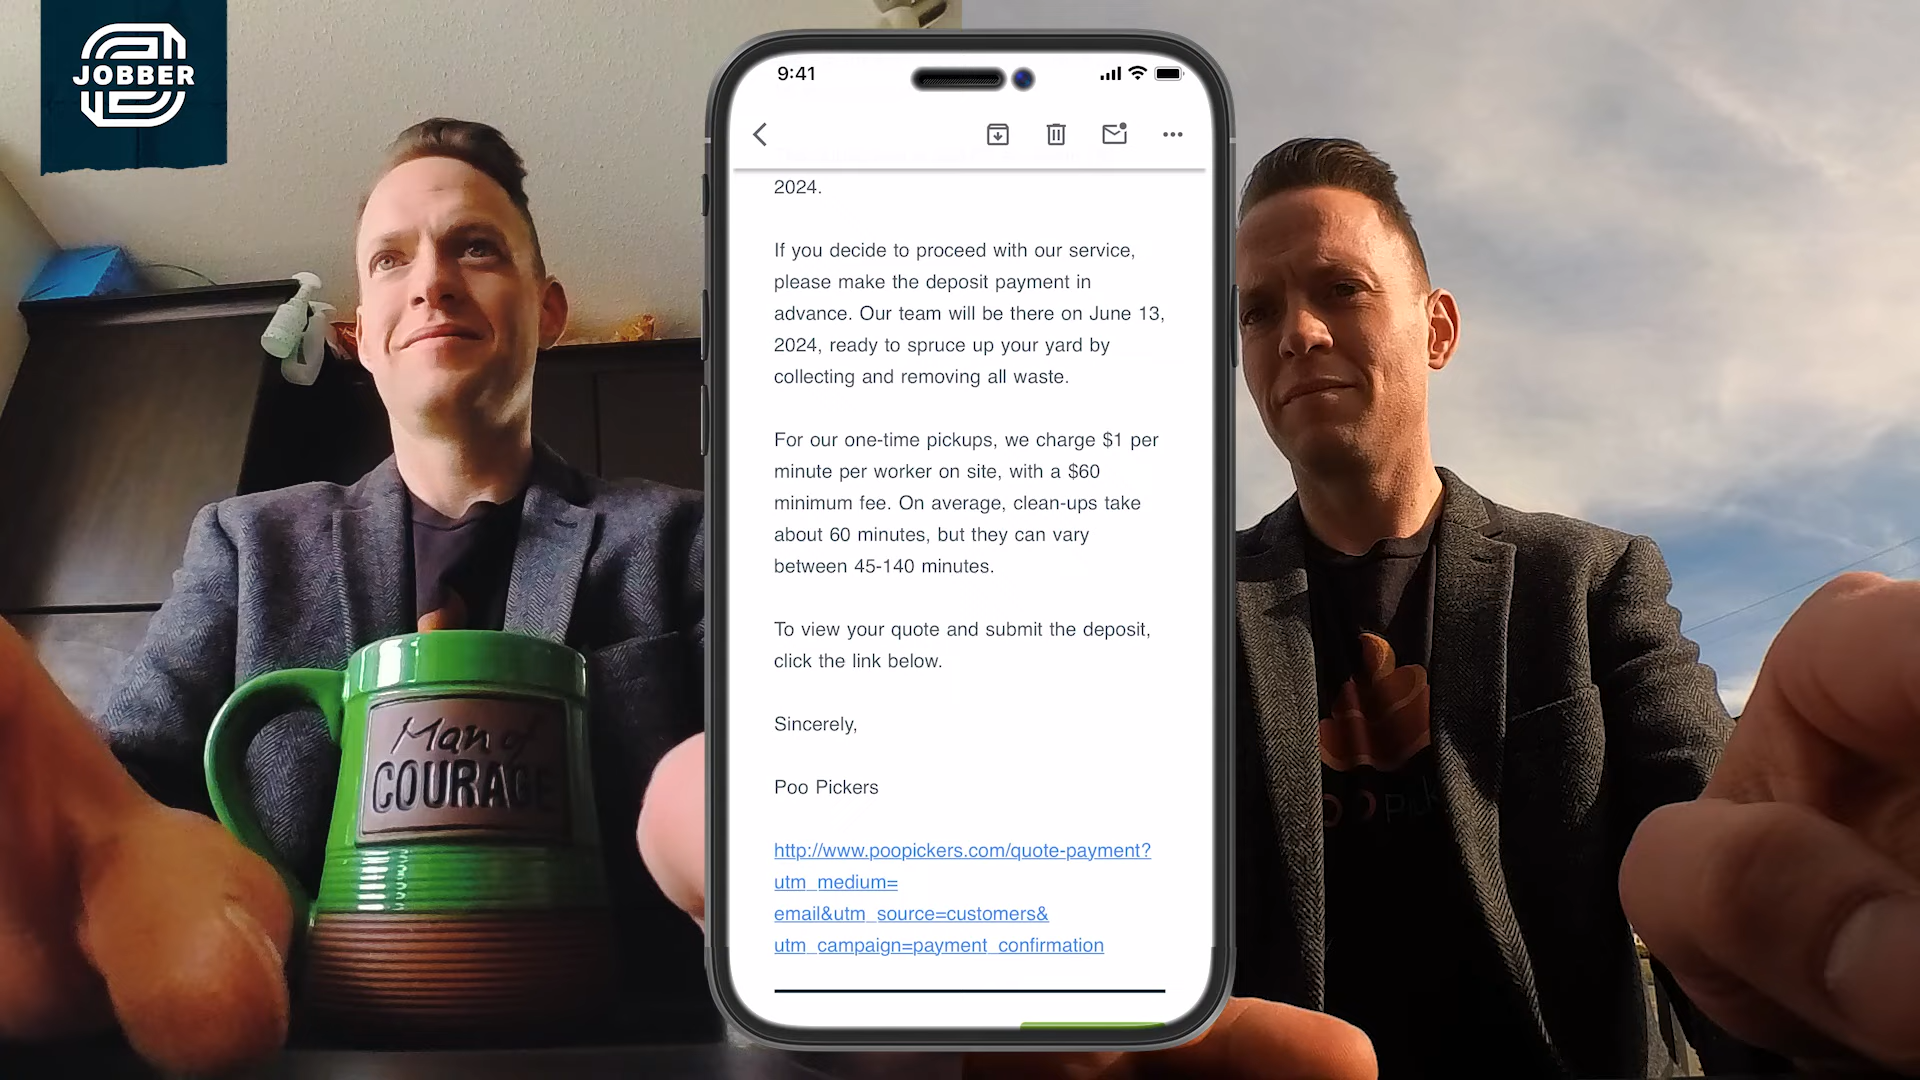 JOBBER
9:41
2024.
If you decide to proceed with our service,
please make the deposit payment in
advance. Our team will be there on June 13,
2024, ready to spruce up your yard by
collecting and removing all waste.
For our one-time pickups, we charge $1 per
minute per worker on site, with a $60
minimum fee. On average, clean-ups take
about 60 minutes, but they can vary
between 45-140 minutes.
To view your quote and submit the deposit,
click the link below.
Sincerely,
Poo Pickers
http://www.poopickers.com/quote-payment?
utm_medium=
email&utm_source=customers&
utm_campaign=payment_confirmation
Man of
COURAGE